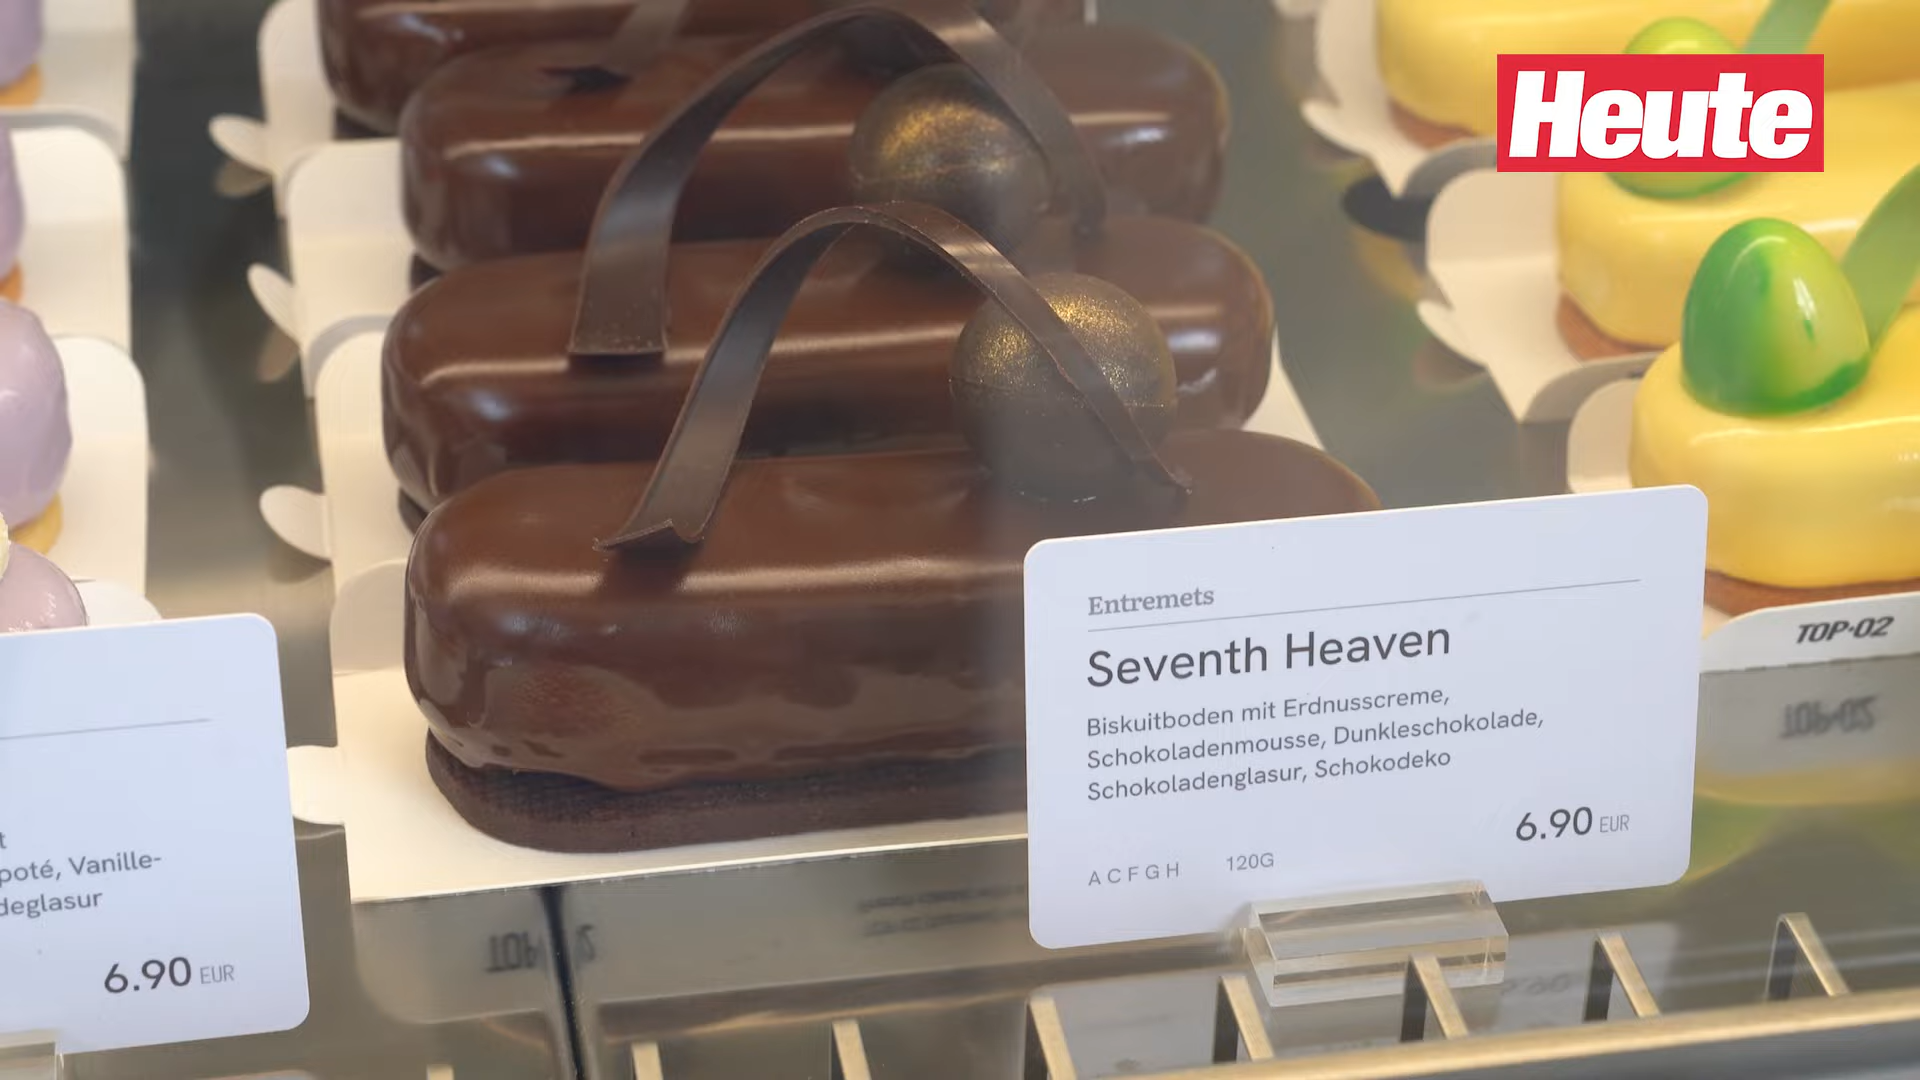 Heute
Entremets
Seventh Heaven
Biskuitboden mit Erdnusscreme,
Schokoladenmousse, Dunkleschokolade,
Schokoladenglasur, Schokodeko
6.90 EUR
A C F G H 120G
TOP•02
t
poté, Vanille-
deglasur
6.90 EUR